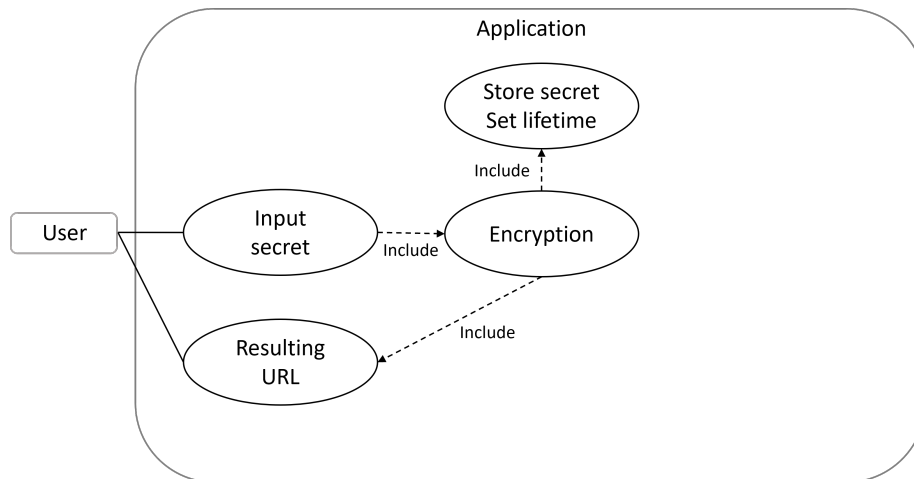 Application
Store secret
Set lifetime
Include
User
Input
secret
Include
Encryption
Include
Resulting
URL